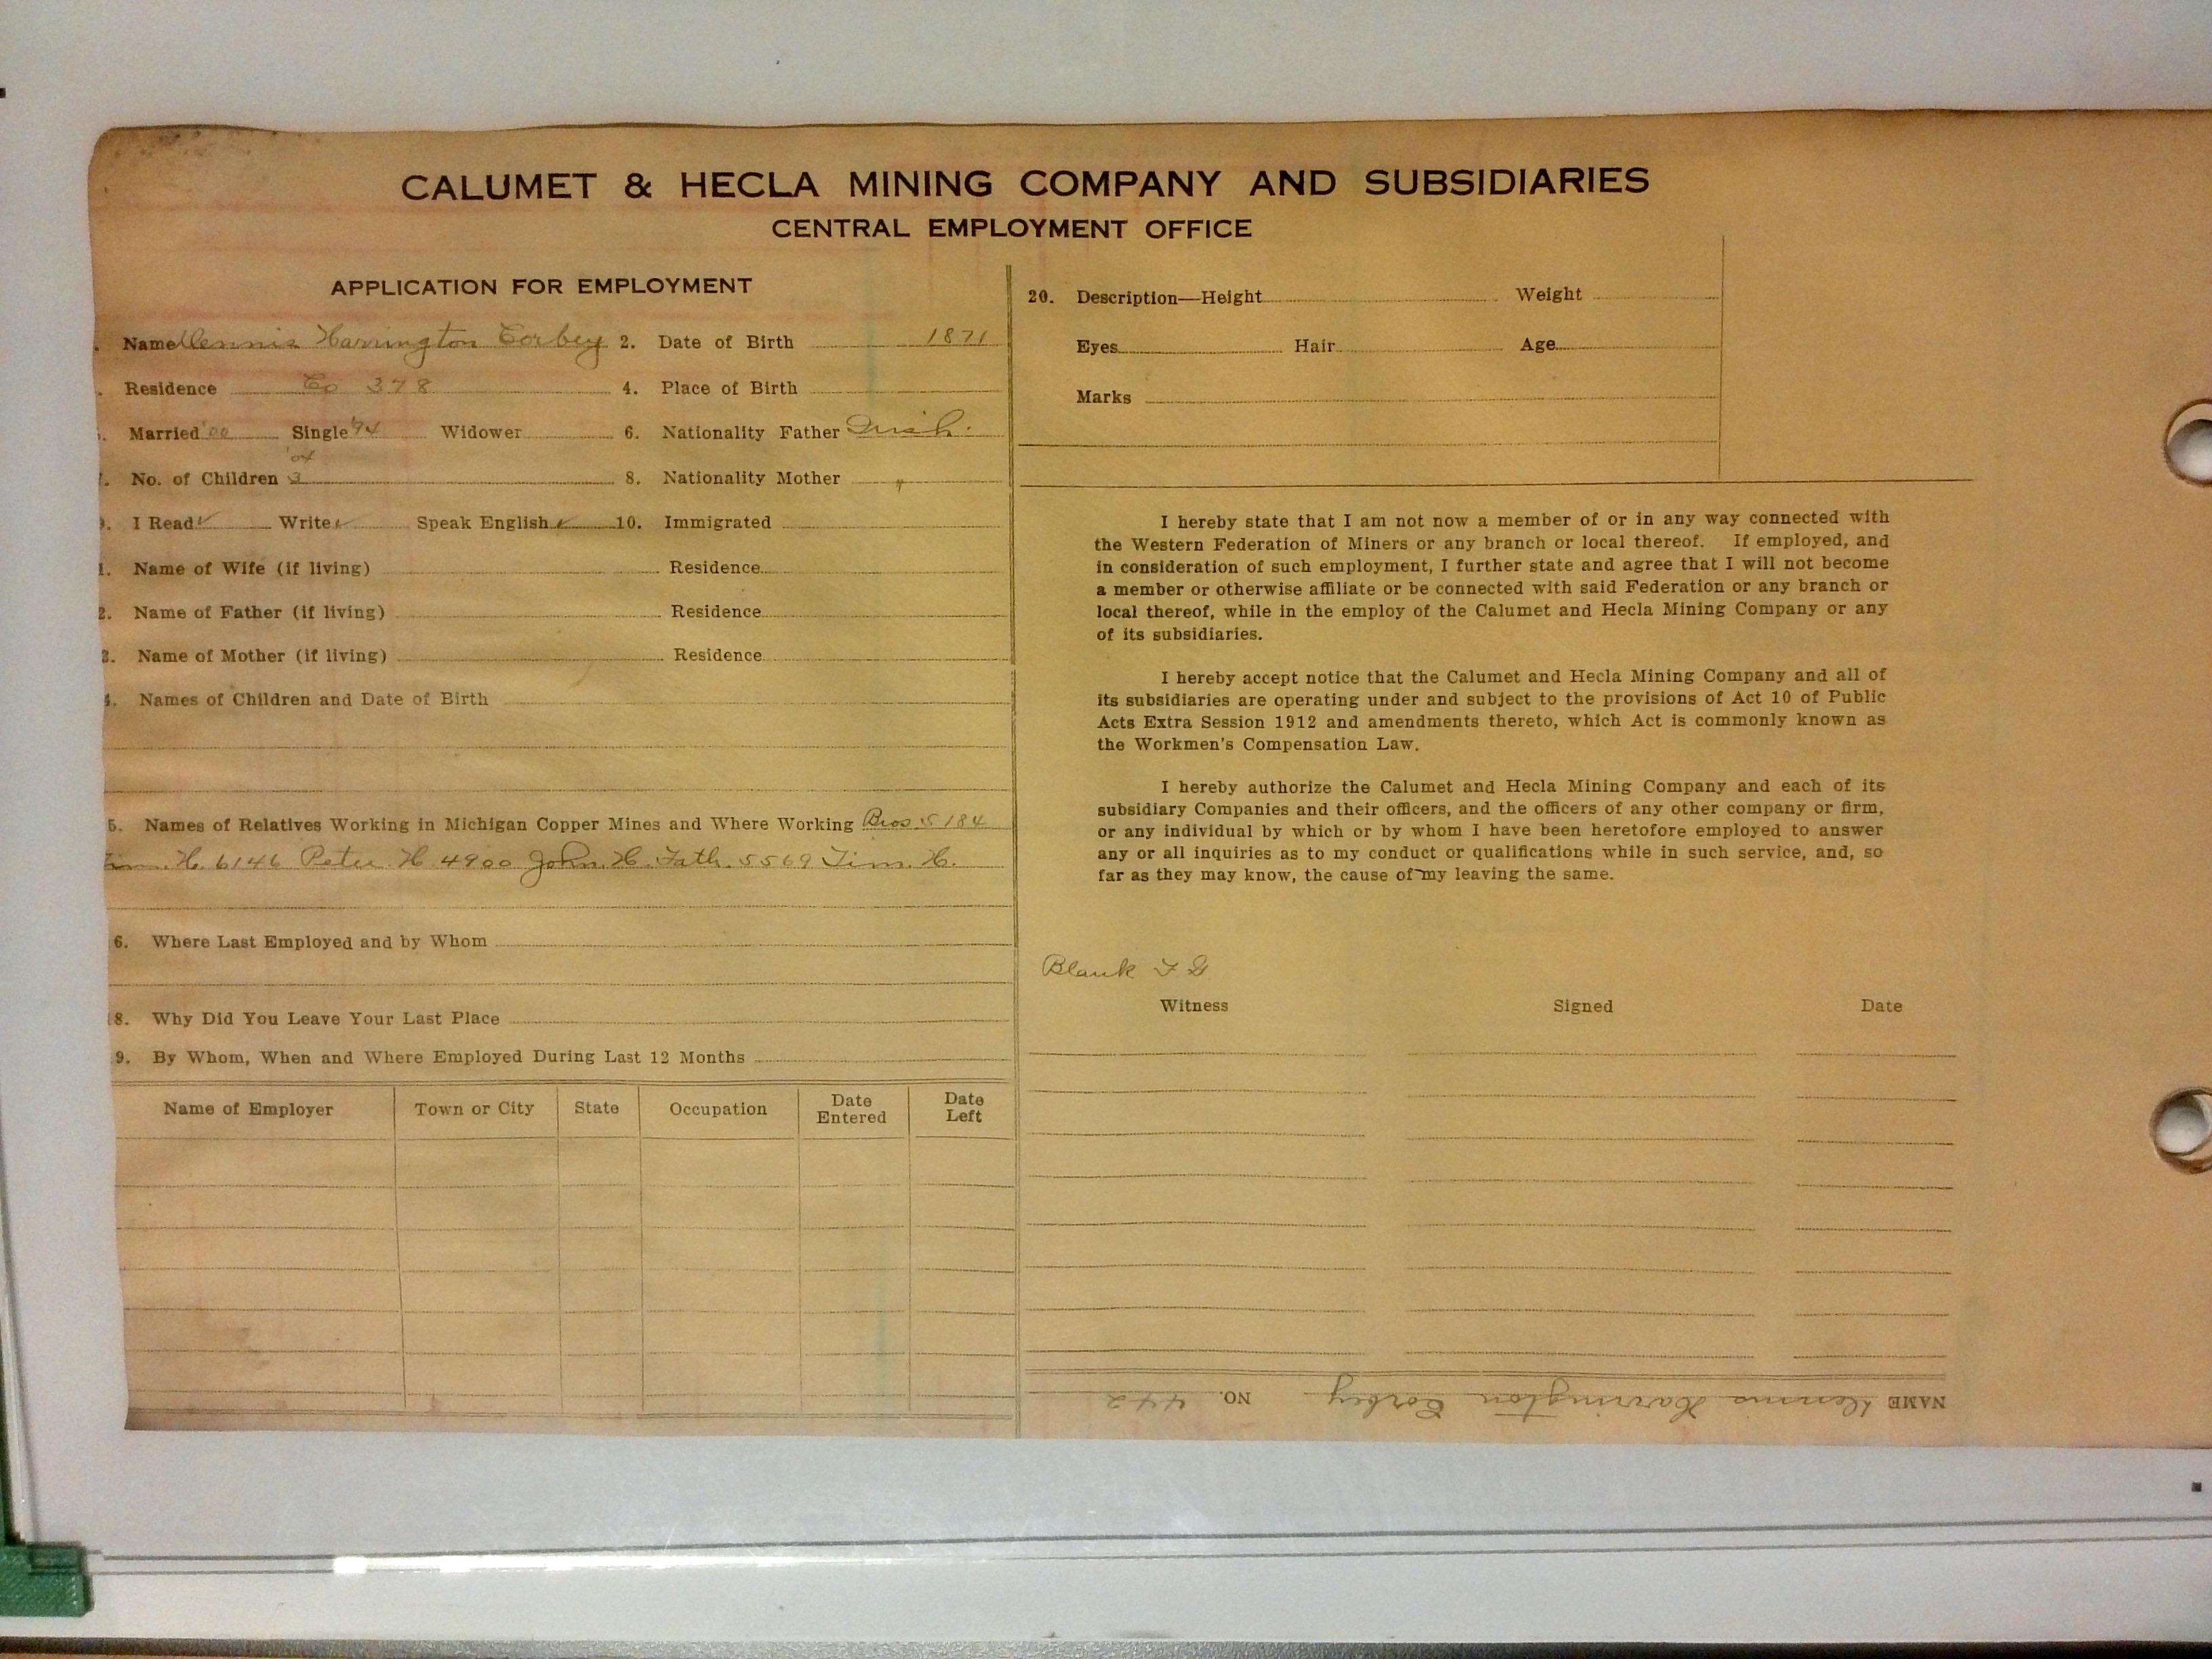 CALUMET & HECLA MINING COMPANY AND SUBSIDIARIES
CENTRAL EMPLOYMENT OFFICE
APPLICATION FOR EMPLOYMENT
. Name Dennis Harrington Corbey 2. Date of Birth 1871
. Residence Co 378 4. Place of Birth
. Married '00 Single '94 Widower 6. Nationality Father Irish.
'04
. No. of Children 3 8. Nationality Mother "
. I Read ✓ Write ✓ Speak English ✓ 10. Immigrated
1. Name of Wife (if living) Residence
2. Name of Father (if living) Residence
3. Name of Mother (if living) Residence
4. Names of Children and Date of Birth
5. Names of Relatives Working in Michigan Copper Mines and Where Working Bros. 5184
Tim. H. 6146 Peter H 4900 John. H. Fath. 5569 Tim. H.
6. Where Last Employed and by Whom
18. Why Did You Leave Your Last Place
9. By Whom, When and Where Employed During Last 12 Months
Name of Employer Town or City State Occupation Date Entered Date Left
20. Description—Height Weight
Eyes Hair Age
Marks
I hereby state that I am not now a member of or in any way connected with
the Western Federation of Miners or any branch or local thereof. If employed, and
in consideration of such employment, I further state and agree that I will not become
a member or otherwise affiliate or be connected with said Federation or any branch or
local thereof, while in the employ of the Calumet and Hecla Mining Company or any
of its subsidiaries.
I hereby accept notice that the Calumet and Hecla Mining Company and all of
its subsidiaries are operating under and subject to the provisions of Act 10 of Public
Acts Extra Session 1912 and amendments thereto, which Act is commonly known as
the Workmen's Compensation Law.
I hereby authorize the Calumet and Hecla Mining Company and each of its
subsidiary Companies and their officers, and the officers of any other company or firm,
or any individual by which or by whom I have been heretofore employed to answer
any or all inquiries as to my conduct or qualifications while in such service, and, so
far as they may know, the cause of my leaving the same.
Blank F G
Witness Signed Date
NAME Dennis Harrington Corbey NO. 442